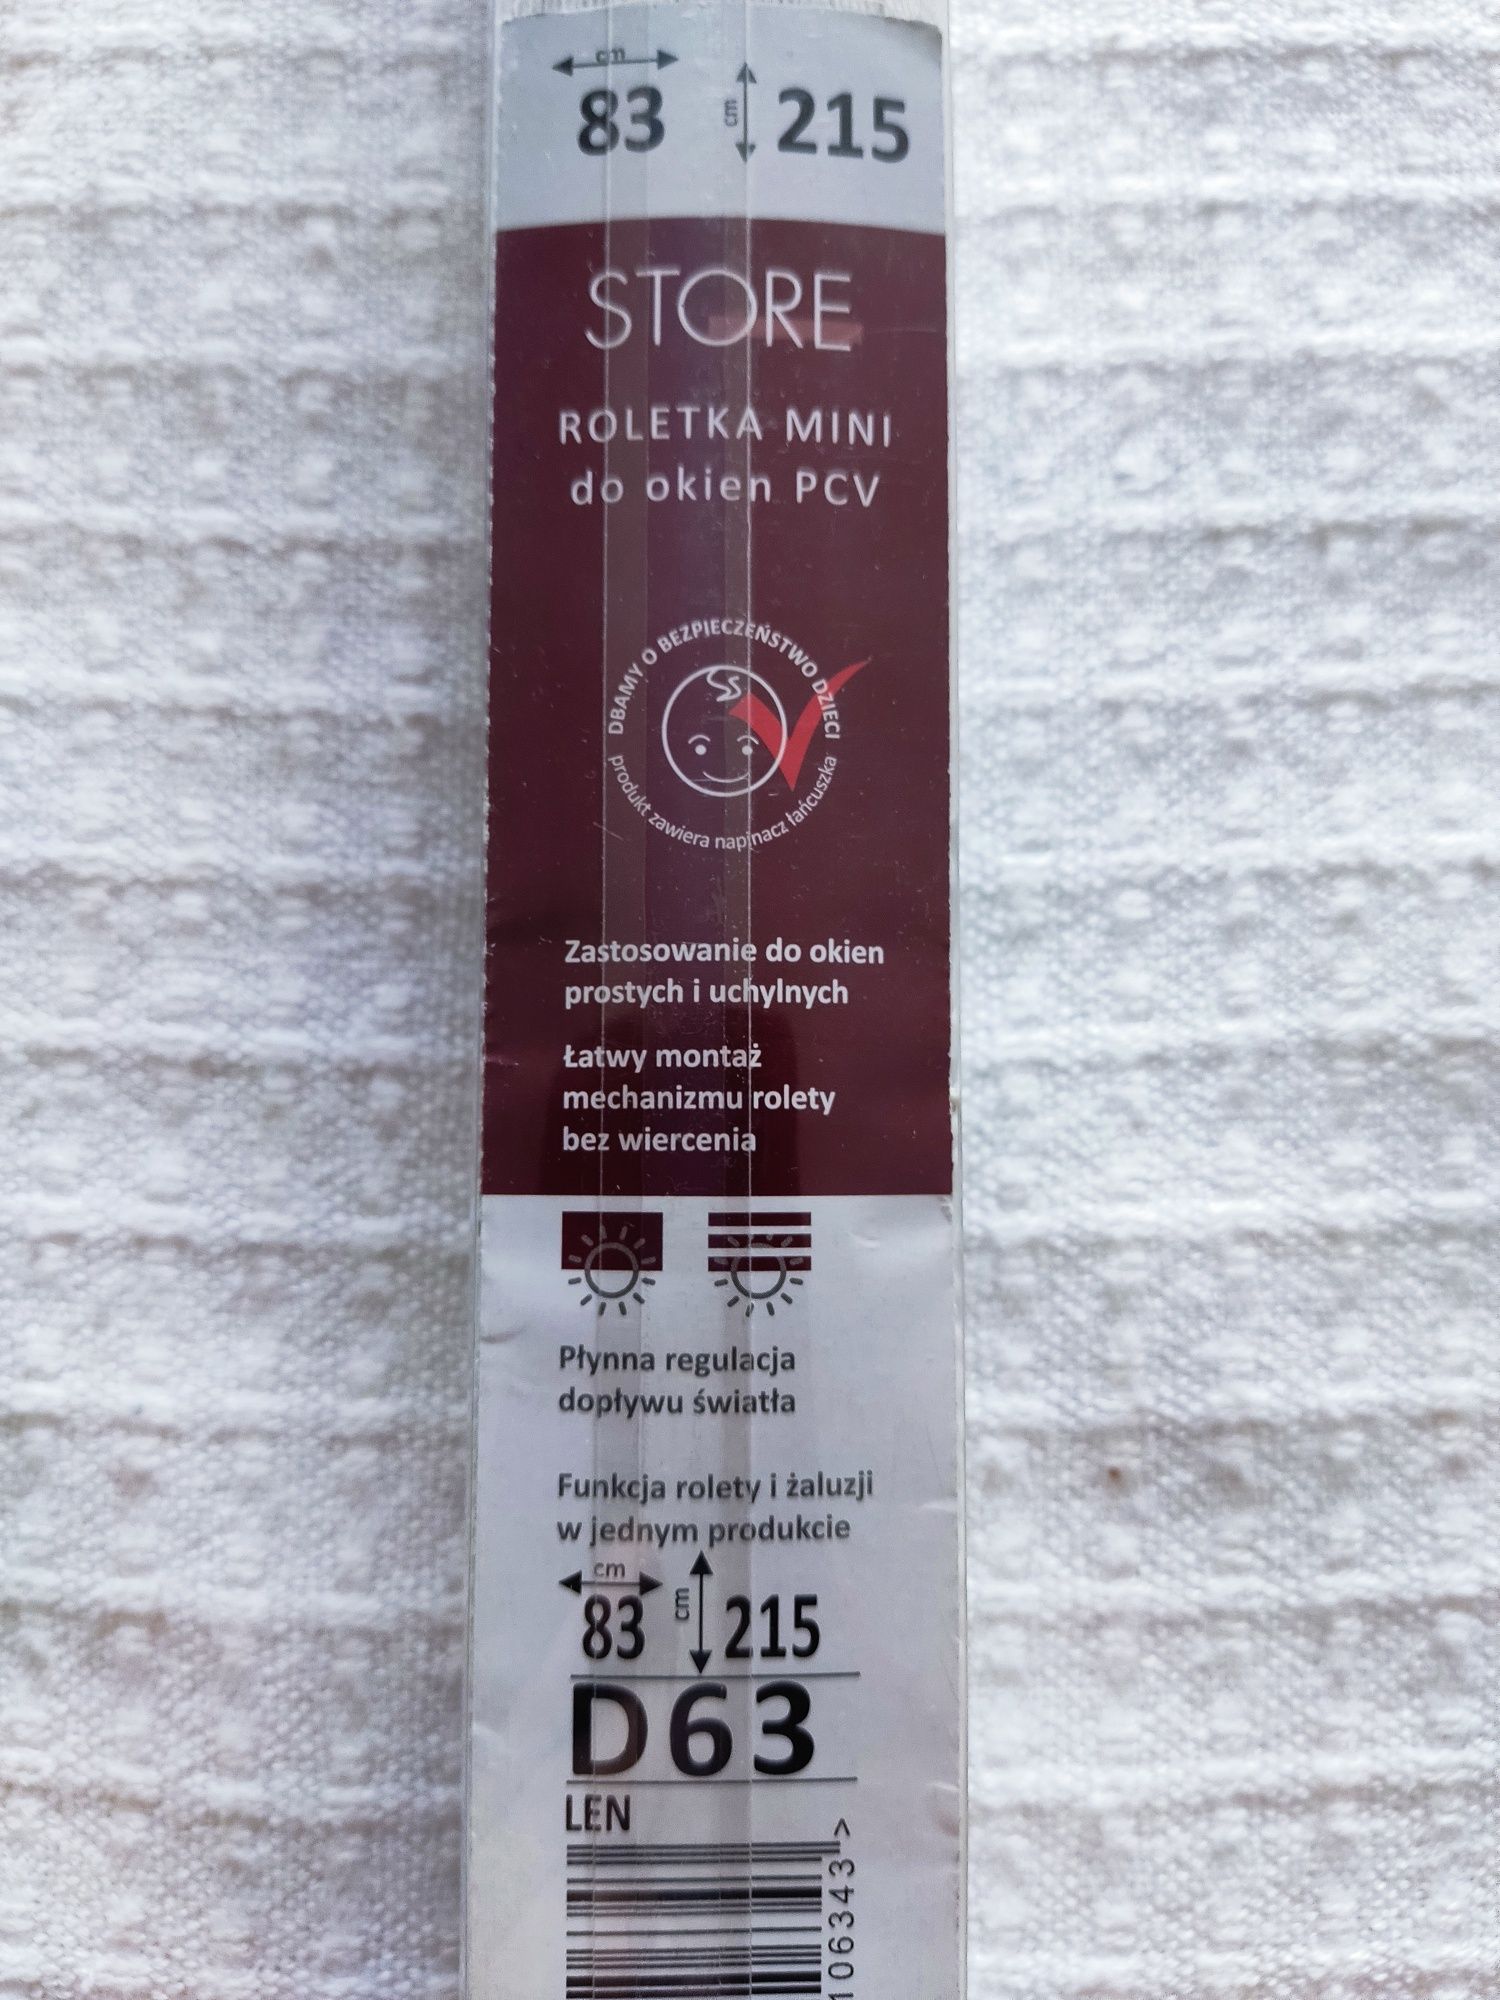 cm
83
cm
215
STORE
ROLETKA MINI
do okien PCV
DBAMY O BEZPIECZEŃSTWO DZIECI
produkt zawiera napinacz łańcuszka
Zastosowanie do okien
prostych i uchylnych
Łatwy montaż
mechanizmu rolety
bez wiercenia
Płynna regulacja
dopływu światła
Funkcja rolety i żaluzji
w jednym produkcie
cm
83
cm
215
D63
LEN
106343>